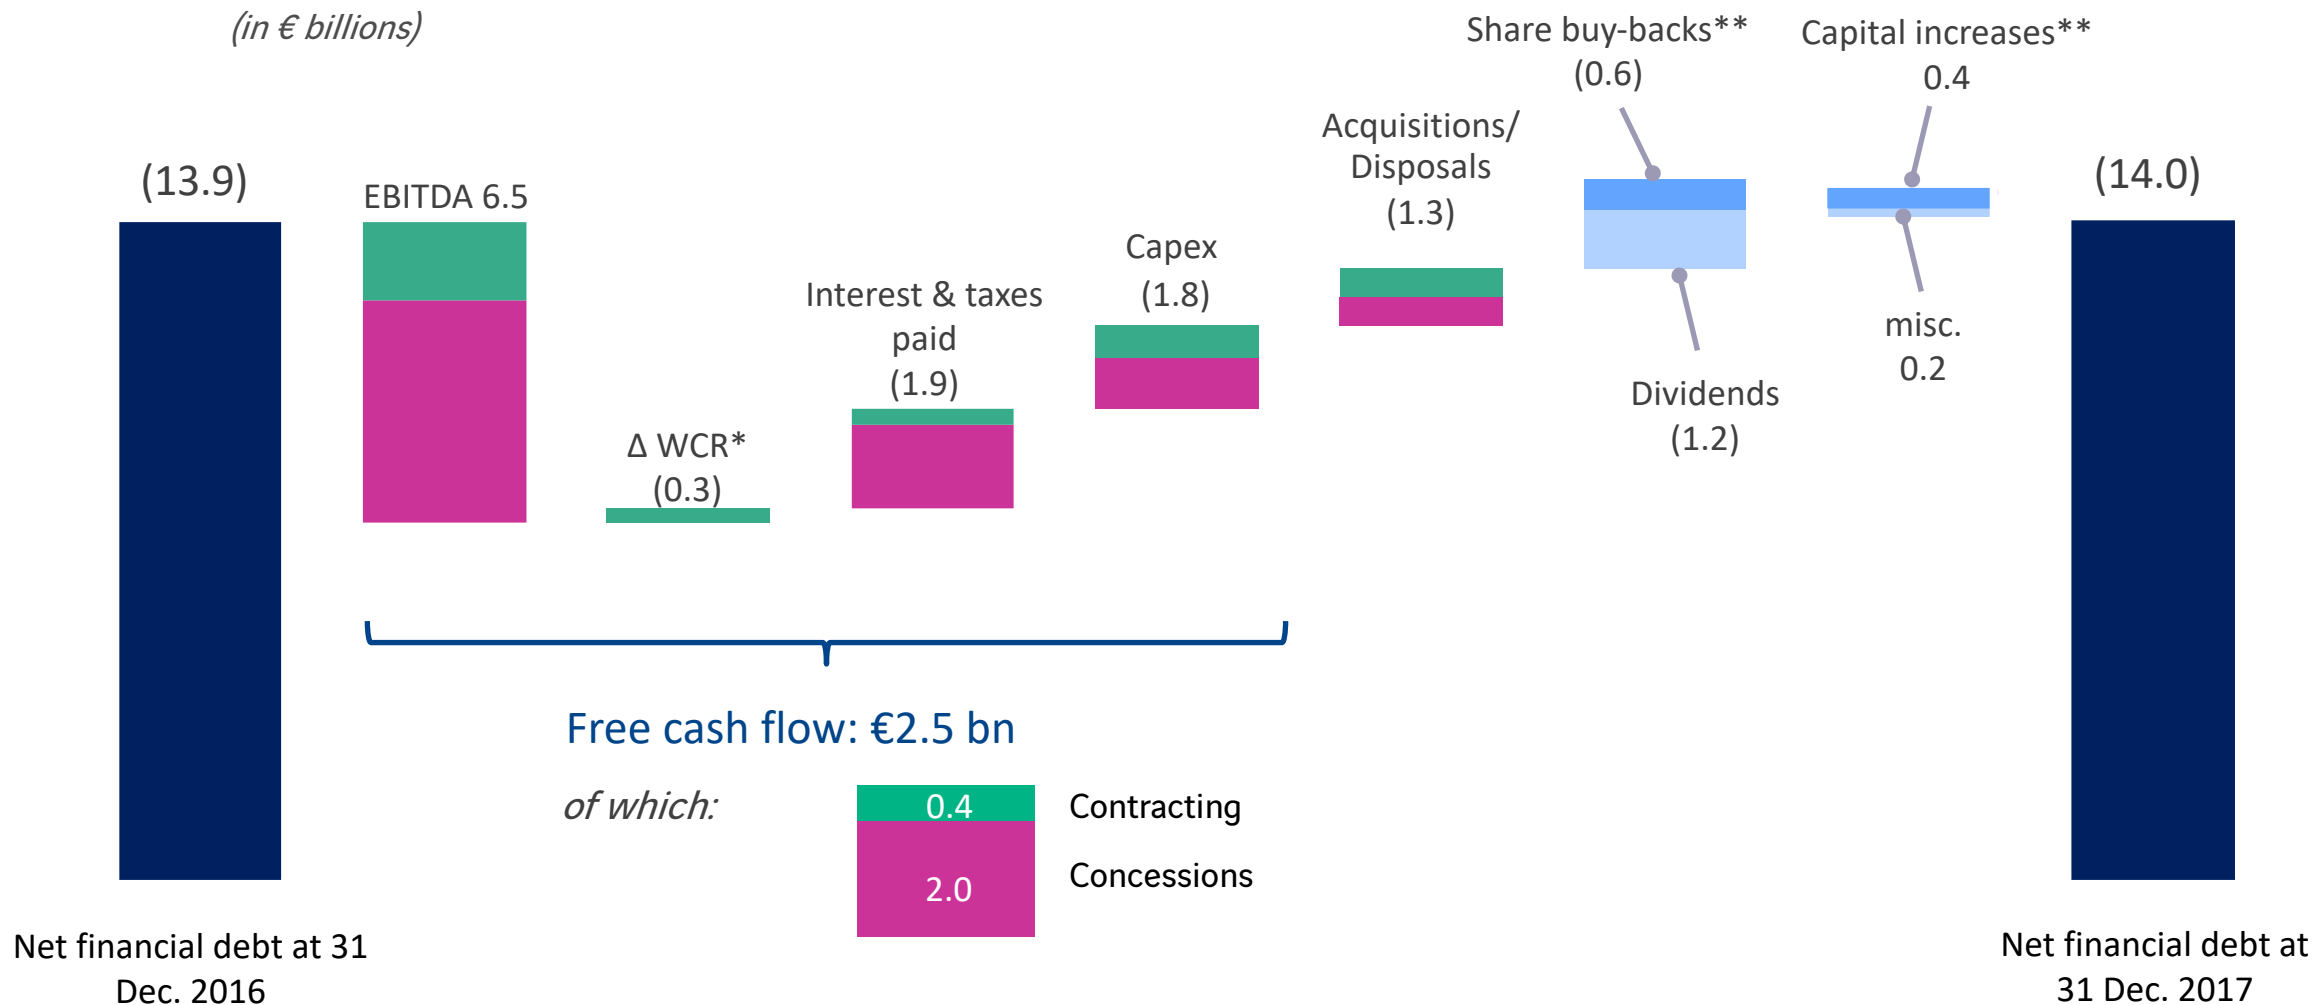 (in € billions)
Share buy-backs**
(0.6)
Capital increases**
0.4
Acquisitions/
Disposals
(1.3)
(13.9)
EBITDA 6.5
(14.0)
Capex
(1.8)
Interest & taxes
paid
(1.9)
misc.
0.2
Dividends
(1.2)
Δ WCR*
(0.3)
Free cash flow: €2.5 bn
of which:
0.4
Contracting
2.0
Concessions
Net financial debt at 31
Dec. 2016
Net financial debt at
31 Dec. 2017